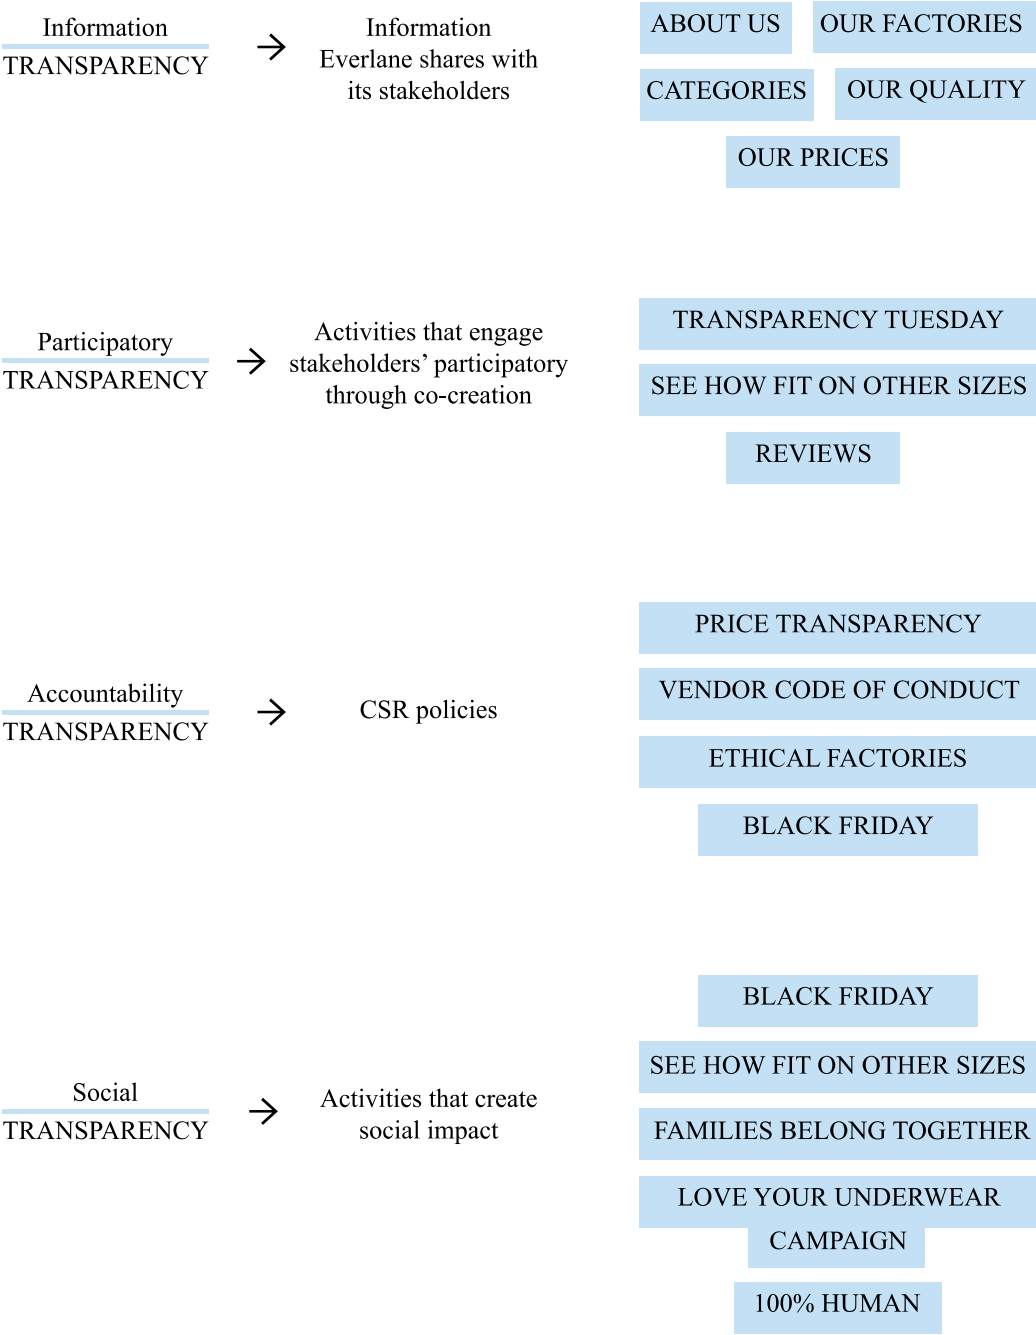 Information
TRANSPARENCY
Information
Everlane shares with
its stakeholders
ABOUT US
OUR FACTORIES
CATEGORIES
OUR QUALITY
OUR PRICES
Participatory
TRANSPARENCY
Activities that engage
stakeholders’ participatory
through co-creation
TRANSPARENCY TUESDAY
SEE HOW FIT ON OTHER SIZES
REVIEWS
Accountability
TRANSPARENCY
CSR policies
PRICE TRANSPARENCY
VENDOR CODE OF CONDUCT
ETHICAL FACTORIES
BLACK FRIDAY
Social
TRANSPARENCY
Activities that create
social impact
BLACK FRIDAY
SEE HOW FIT ON OTHER SIZES
FAMILIES BELONG TOGETHER
LOVE YOUR UNDERWEAR
CAMPAIGN
100% HUMAN